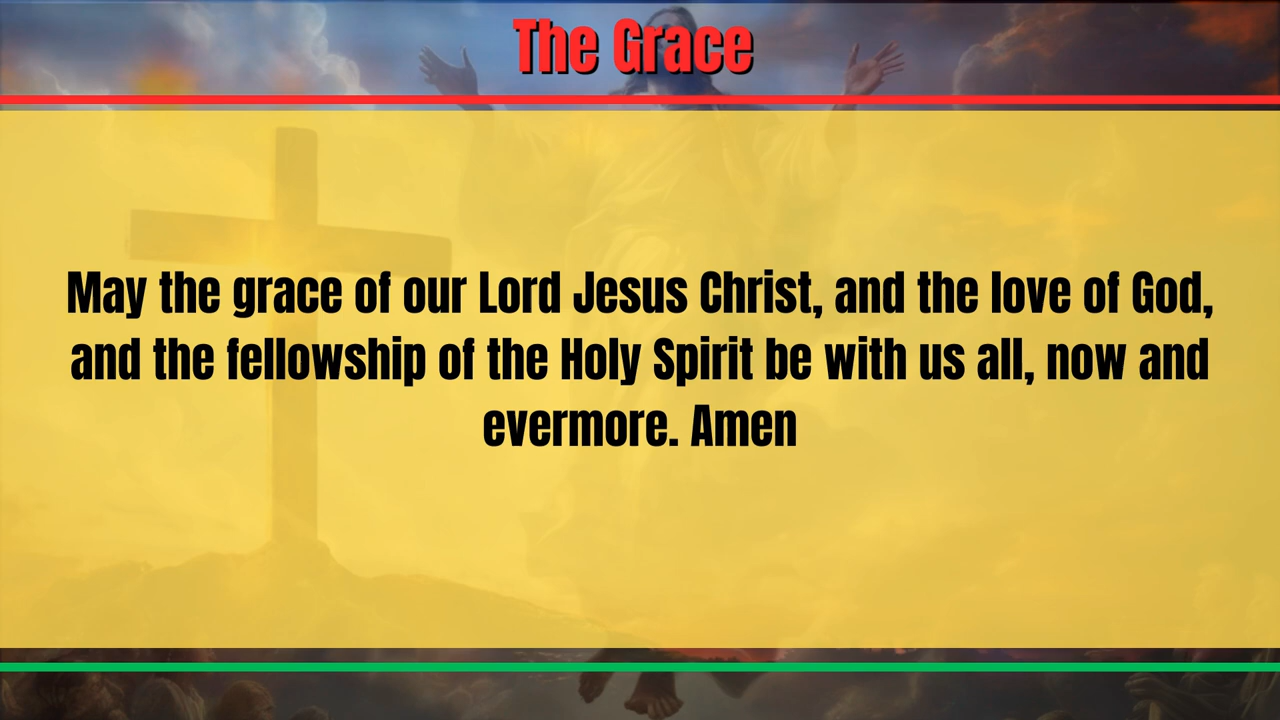 The Grace
May the grace of our Lord Jesus Christ, and the love of God,
and the fellowship of the Holy Spirit be with us all, now and
evermore. Amen